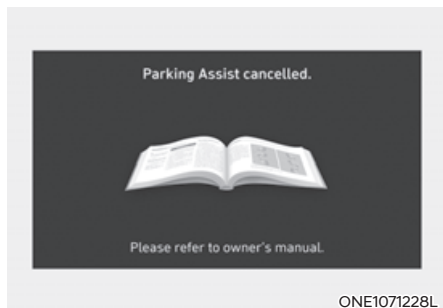 Parking Assist cancelled.
Please refer to owner's manual.
ONE1071228L